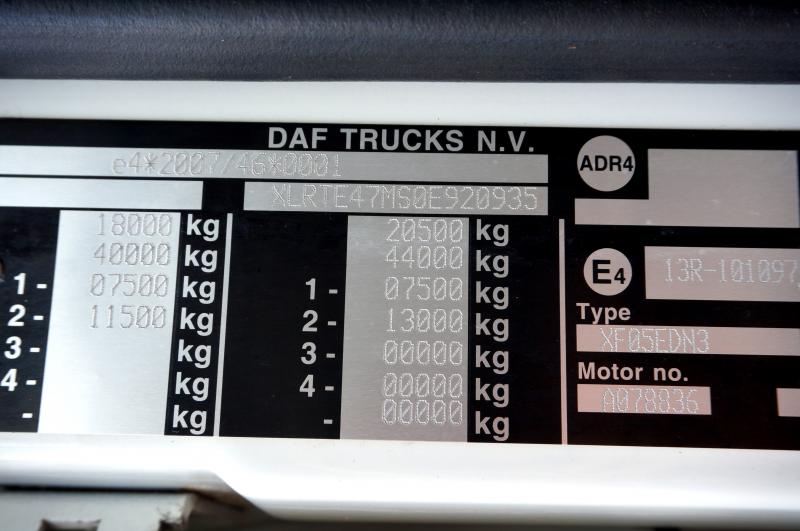 DAF TRUCKS N.V.
e4*2007/46*0001
XLRTE47MS0E920935
18000 kg
40000 kg
1 - 07500 kg
2 - 11500 kg
3 - kg
4 - kg
- kg
20500 kg
44000 kg
1 - 07500 kg
2 - 13000 kg
3 - 00000 kg
4 - 00000 kg
- 00000 kg
ADR4
E4 13R-101097
Type
XF05EDN3
Motor no.
A078836